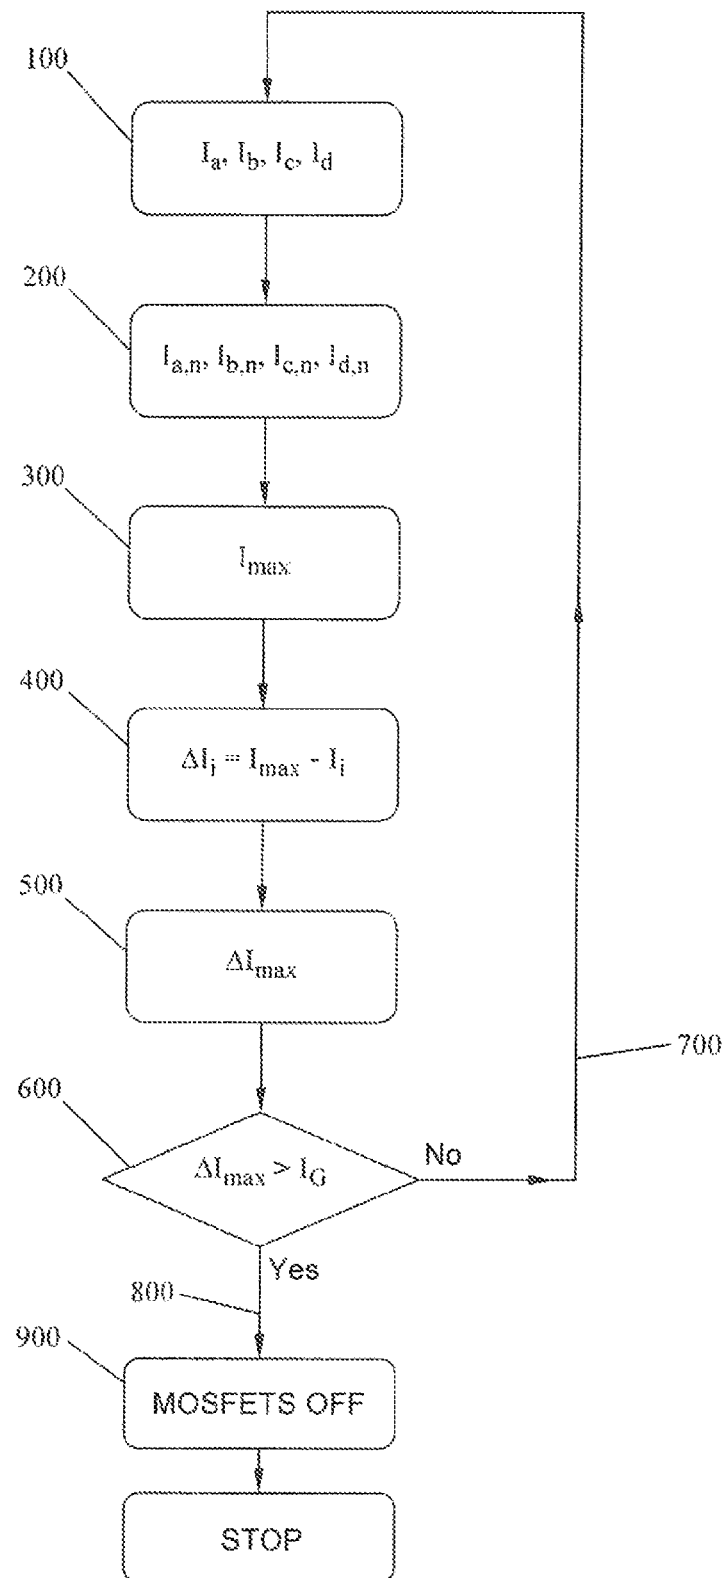 100
I_a, I_b, I_c, I_d
200
I_a,n, I_b,n, I_c,n, I_d,n
300
I_max
400
ΔI_i = I_max - I_i
500
ΔI_max
700
600
ΔI_max > I_G
No
Yes
800
900
MOSFETS OFF
STOP